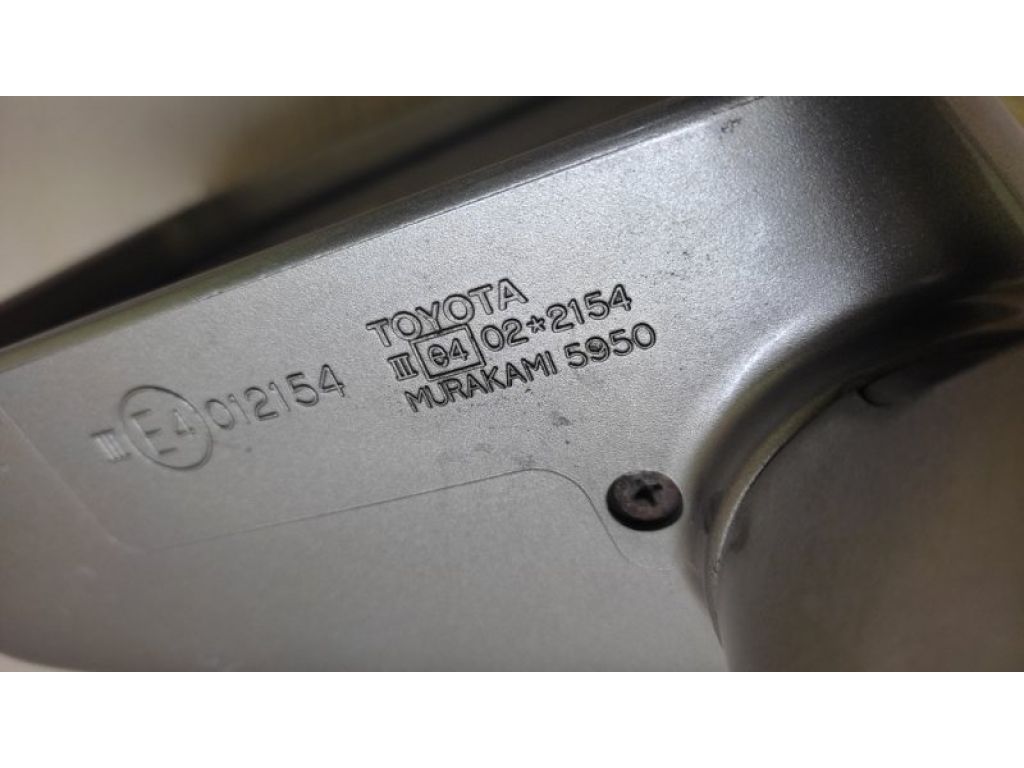 TOYOTA
III e4 02*2154
MURAKAMI 5950
III E4 012154